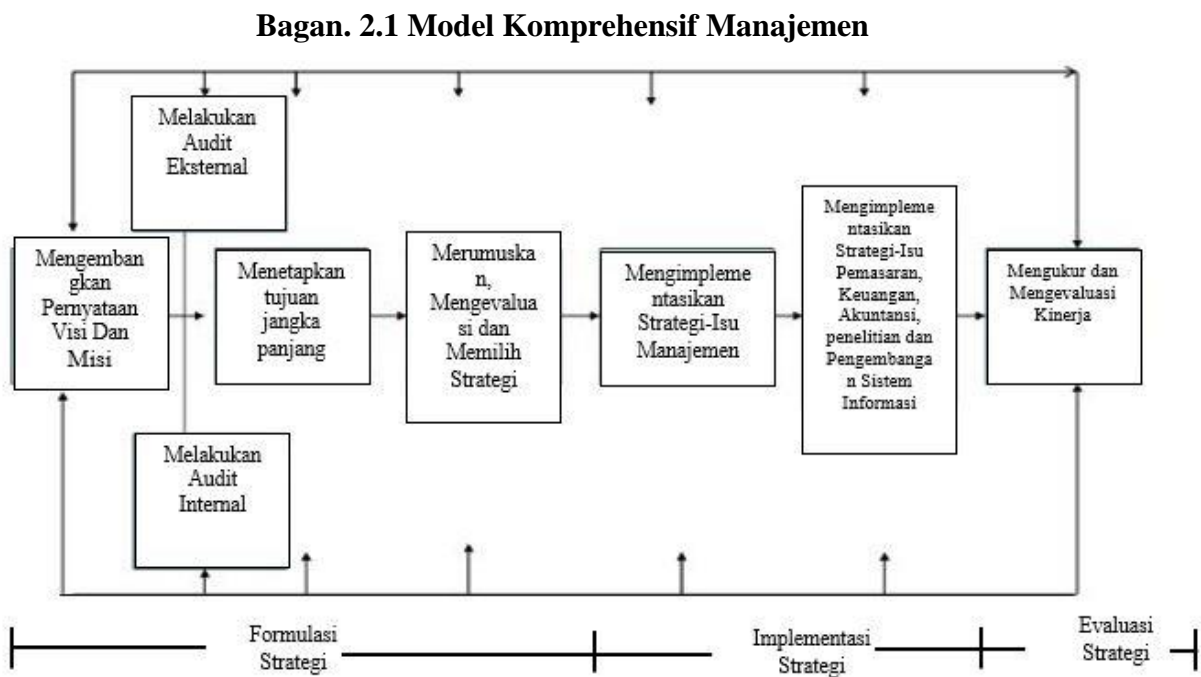 Bagan. 2.1 Model Komprehensif Manajemen
Melakukan
Audit
Eksternal
Mengemban
gkan
Pernyataan
Visi Dan
Misi
Menetapkan
tujuan
jangka
panjang
Merumuska
n,
Mengevalua
si dan
Memilih
Strategi
Mengimpleme
ntasikan
Strategi-Isu
Manajemen
Mengimpleme
ntasikan
Strategi-Isu
Pemasaran,
Keuangan,
Akuntansi,
penelitian dan
Pengembanga
n Sistem
Informasi
Mengukur dan
Mengevaluasi
Kinerja
Melakukan
Audit
Internal
Formulasi
Strategi
Implementasi
Strategi
Evaluasi
Strategi